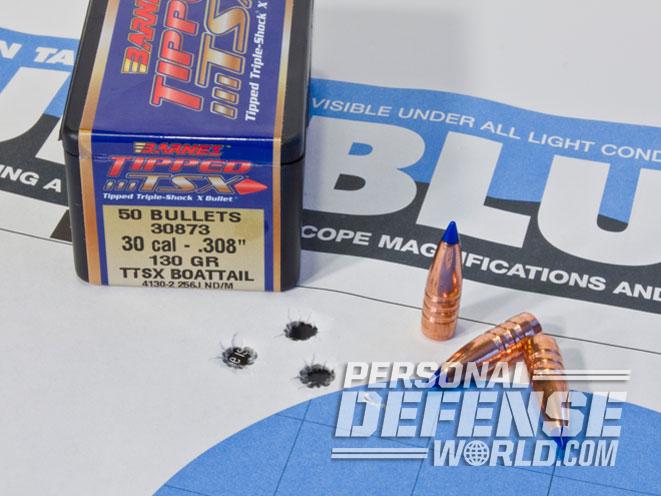 BARNES
TIPPED
TSX
Tipped Triple-Shock X Bullet
BARNES
TIPPED
TSX
Tipped Triple-Shock X Bullet
50 BULLETS
30873
30 cal - .308"
130 GR
TTSX BOATTAIL
4130-2 256J ND/M
N TA
VISIBLE UNDER ALL LIGHT COND
BLU
NG A
COPE MAGNIFICATIONS AND
PERSONAL
DEFENSE
WORLD.COM